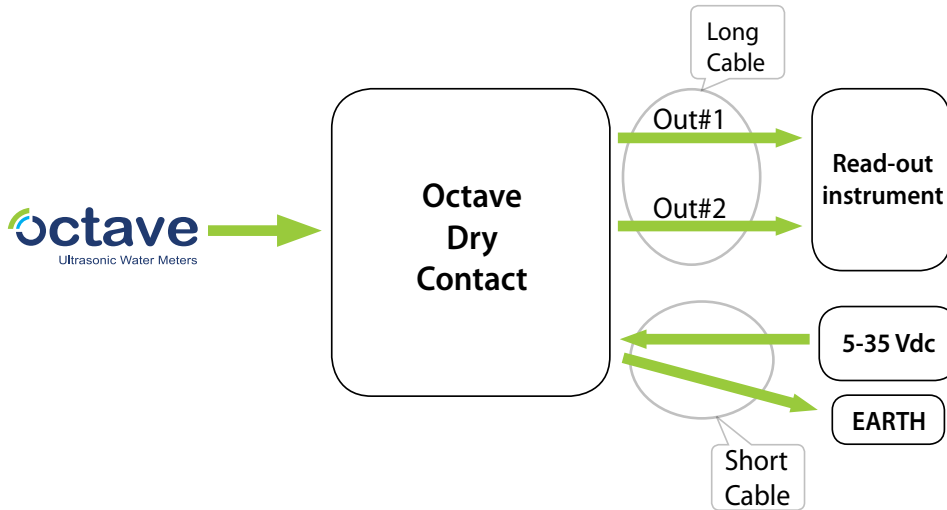 Long
Cable
Out#1
Out#2
Read-out
instrument
Octave
Dry
Contact
octave
Ultrasonic Water Meters
5-35 Vdc
EARTH
Short
Cable